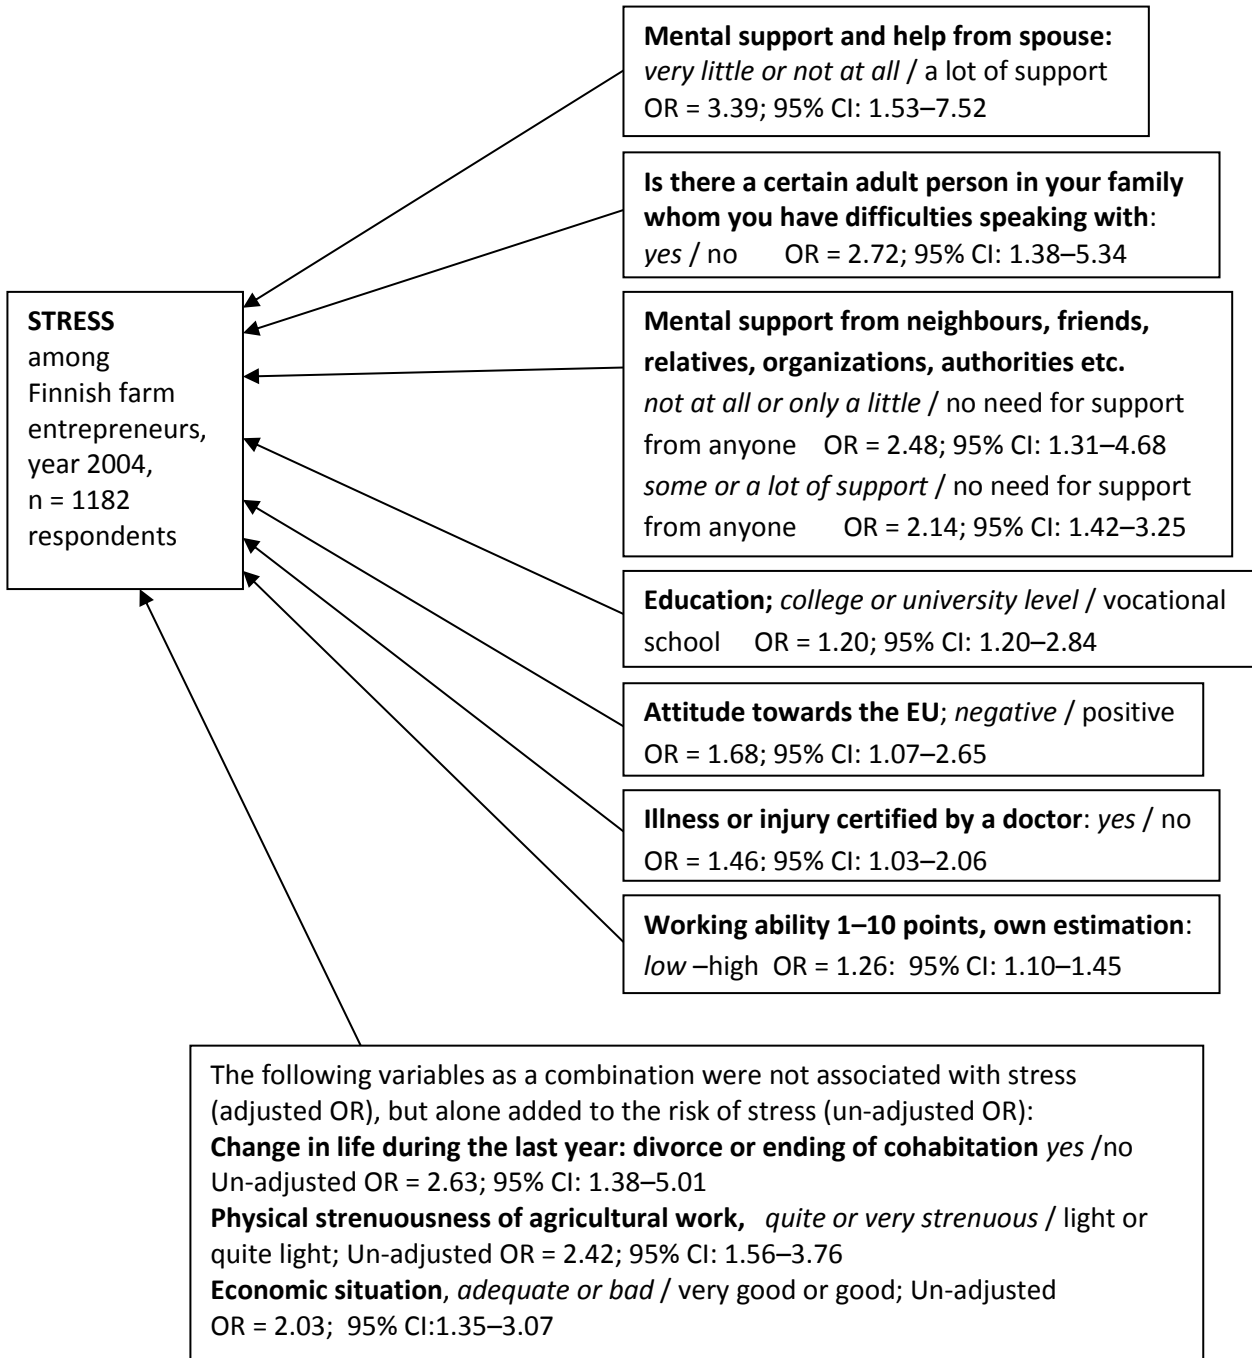 Mental support and help from spouse:
very little or not at all / a lot of support
OR = 3.39; 95% CI: 1.53–7.52
Is there a certain adult person in your family
whom you have difficulties speaking with:
yes / no OR = 2.72; 95% CI: 1.38–5.34
STRESS
among
Finnish farm
entrepreneurs,
year 2004,
n = 1182
respondents
Mental support from neighbours, friends,
relatives, organizations, authorities etc.
not at all or only a little / no need for support
from anyone OR = 2.48; 95% CI: 1.31–4.68
some or a lot of support / no need for support
from anyone OR = 2.14; 95% CI: 1.42–3.25
Education; college or university level / vocational
school OR = 1.20; 95% CI: 1.20–2.84
Attitude towards the EU; negative / positive
OR = 1.68; 95% CI: 1.07–2.65
Illness or injury certified by a doctor: yes / no
OR = 1.46; 95% CI: 1.03–2.06
Working ability 1–10 points, own estimation:
low –high OR = 1.26: 95% CI: 1.10–1.45
The following variables as a combination were not associated with stress
(adjusted OR), but alone added to the risk of stress (un-adjusted OR):
Change in life during the last year: divorce or ending of cohabitation yes /no
Un-adjusted OR = 2.63; 95% CI: 1.38–5.01
Physical strenuousness of agricultural work, quite or very strenuous / light or
quite light; Un-adjusted OR = 2.42; 95% CI: 1.56–3.76
Economic situation, adequate or bad / very good or good; Un-adjusted
OR = 2.03; 95% CI:1.35–3.07